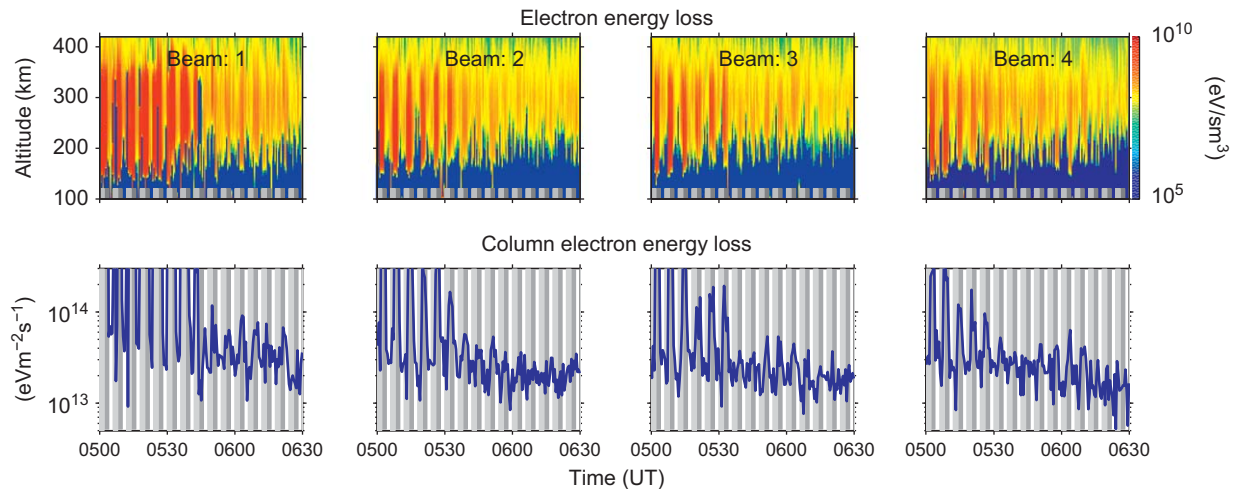 Electron energy loss
Beam: 1
Beam: 2
Beam: 3
Beam: 4
Altitude (km)
400
300
200
100
10¹⁰
10⁵
(eV/sm³)
Column electron energy loss
(eVm⁻²s⁻¹)
10¹⁴
10¹³
0500 0530 0600 0630
0500 0530 0600 0630
0500 0530 0600 0630
0500 0530 0600 0630
Time (UT)